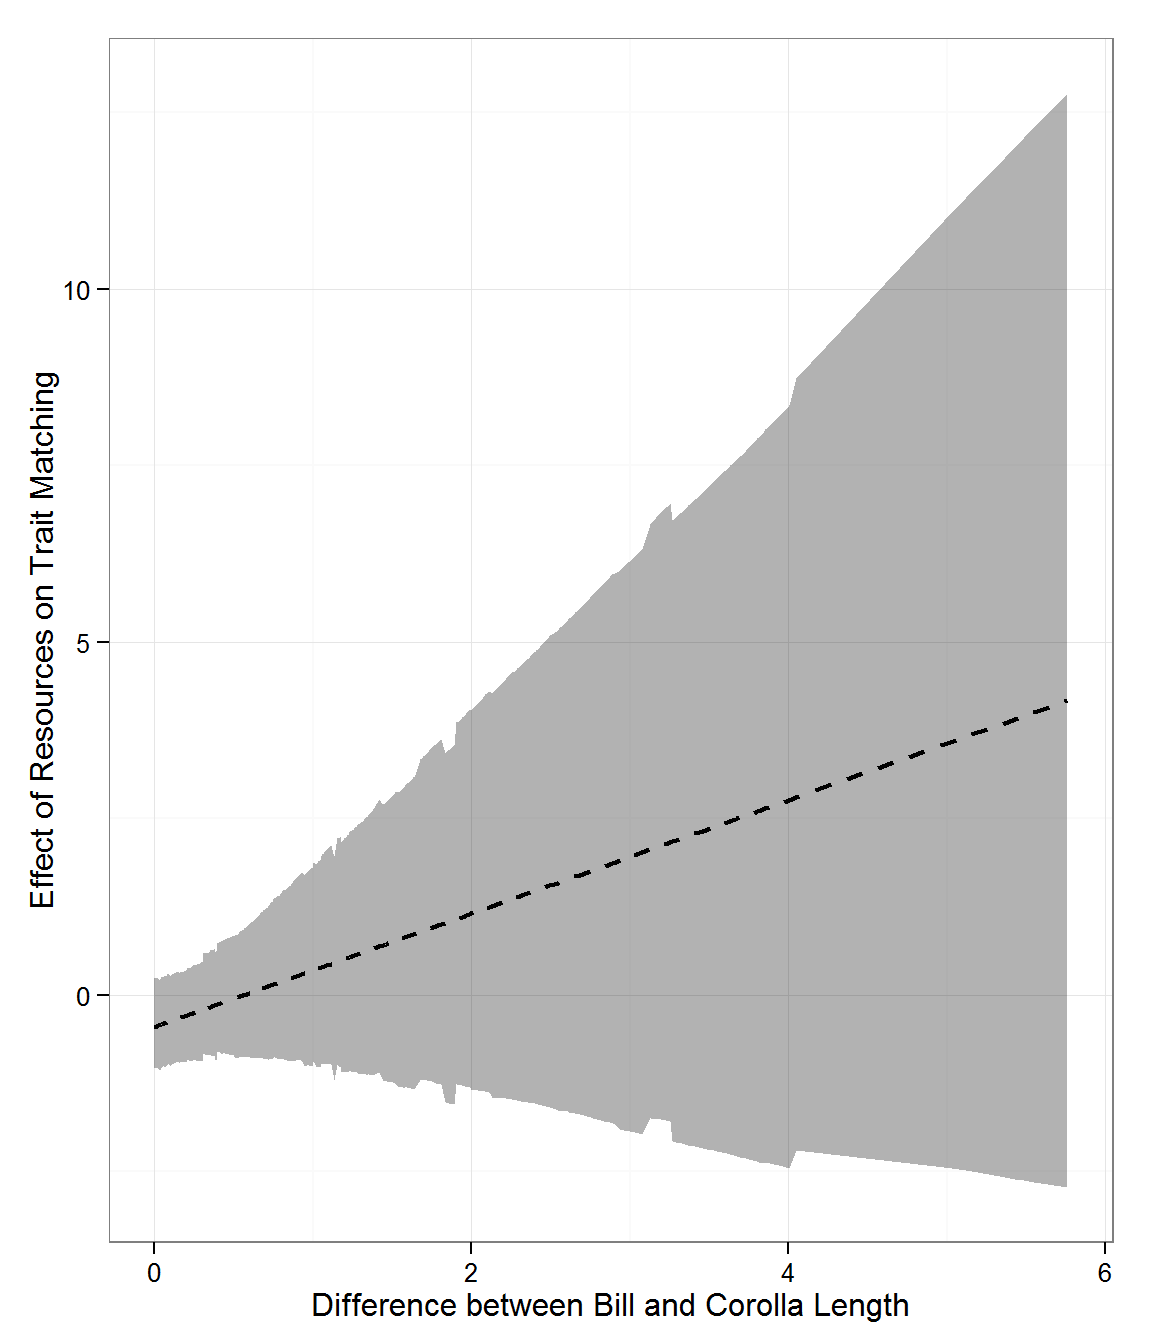 Effect of Resources on Trait Matching
10
5
0
0 2 4 6
Difference between Bill and Corolla Length